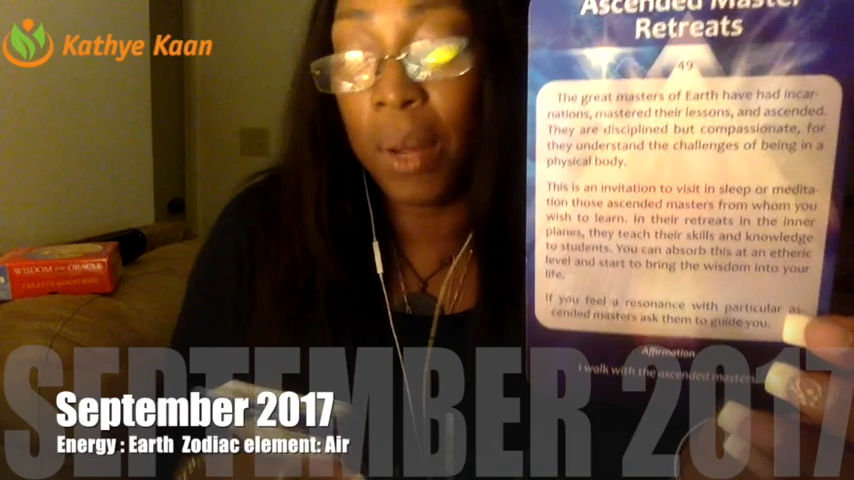 Kathye Kaan
Ascended Master
Retreats
49
The great masters of Earth have had incar-
nations, mastered their lessons, and ascended.
They are disciplined but compassionate, for
they understand the challenges of being in a
physical body.
This is an invitation to visit in sleep or medita-
tion those ascended masters from whom you
wish to learn. In their retreats in the inner
planes, they teach their skills and knowledge
to students. You can absorb this at an etheric
level and start to bring the wisdom into your
life.
If you feel a resonance with particular as-
cended masters ask them to guide you.
Affirmation
I walk with the ascended masters
WISDOM OF THE ORACLE
SEPTEMBER 2017
September 2017
Energy : Earth Zodiac element: Air